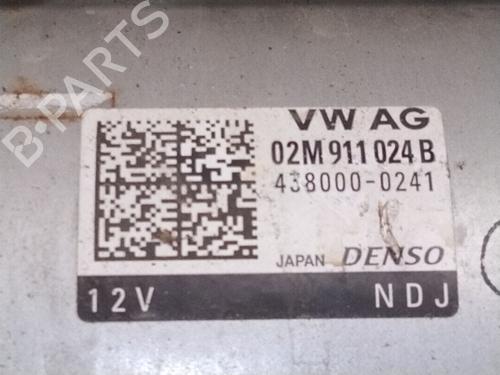 B-PARTS
VW AG
02M 911 024 B
438000-0241
JAPAN DENSO
12V NDJ